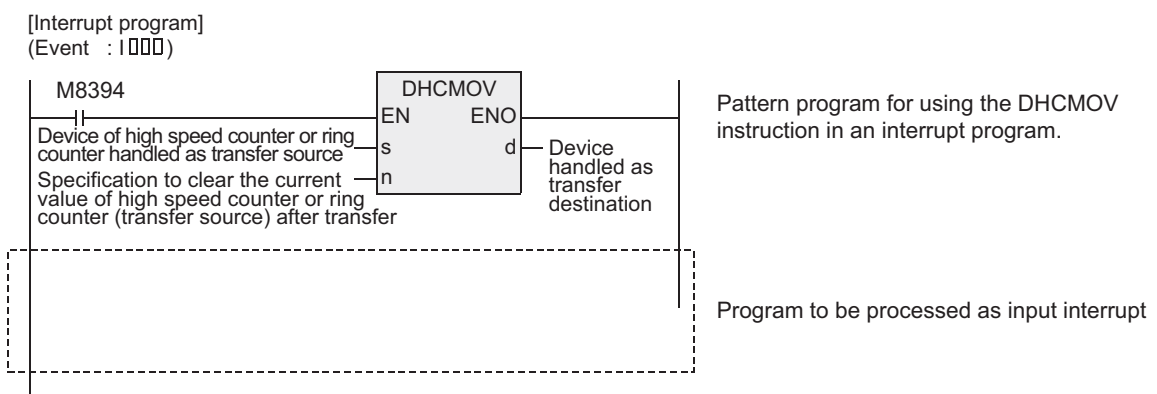 [Interrupt program]
(Event : I□□□)
M8394
DHCMOV
EN ENO
Device of high speed counter or ring
counter handled as transfer source
s d
Device
handled as
transfer
destination
Specification to clear the current
value of high speed counter or ring
counter (transfer source) after transfer
n
Pattern program for using the DHCMOV
instruction in an interrupt program.
Program to be processed as input interrupt